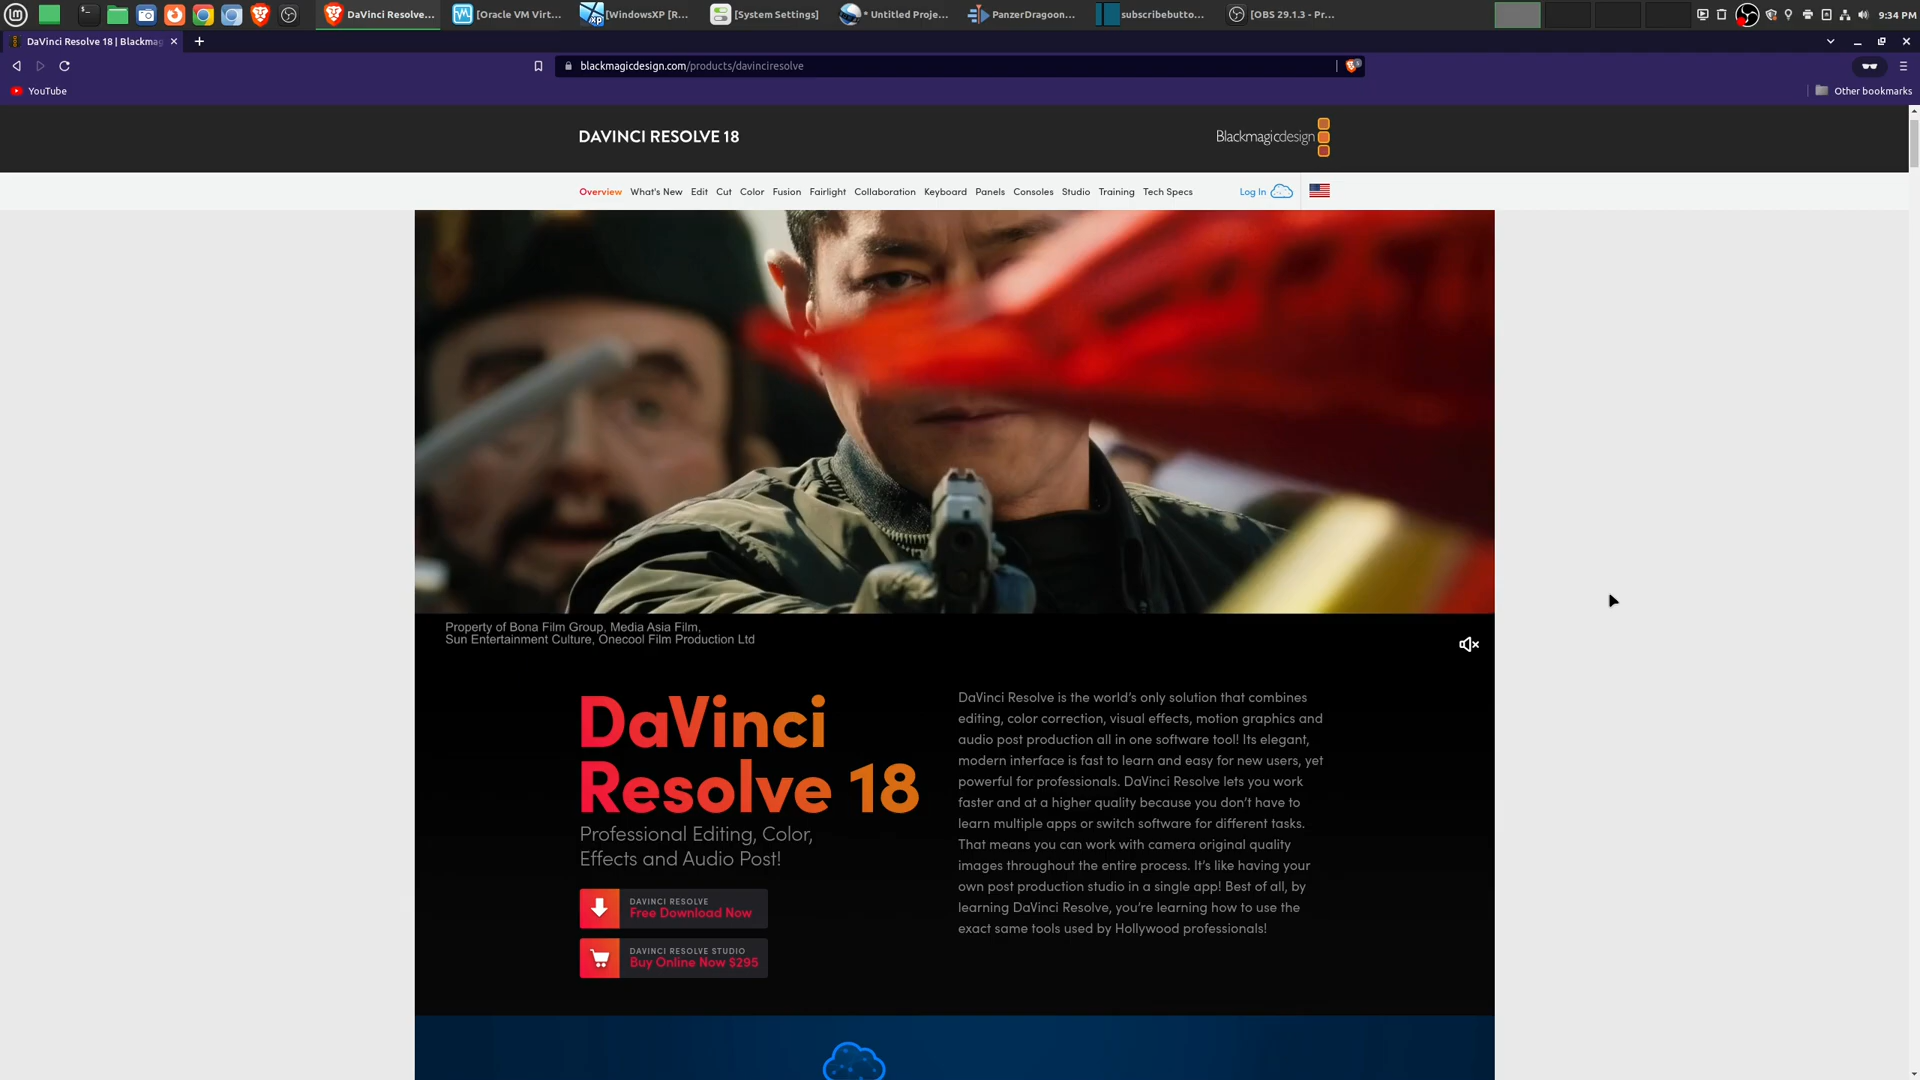 DaVinci Resolve...
[Oracle VM Virt...
[WindowsXP [R...
[System Settings]
* Untitled Proje...
PanzerDragoon...
subscribebutto...
[OBS 29.1.3 - Pr...
9:34 PM
DaVinci Resolve 18 | Blackmag
blackmagicdesign.com/products/davinciresolve
YouTube
Other bookmarks
DAVINCI RESOLVE 18
Blackmagicdesign
Overview What's New Edit Cut Color Fusion Fairlight Collaboration Keyboard Panels Consoles Studio Training Tech Specs
Log In
Property of Bona Film Group, Media Asia Film,
Sun Entertainment Culture, Onecool Film Production Ltd
DaVinci
Resolve 18
Professional Editing, Color,
Effects and Audio Post!
DAVINCI RESOLVE
Free Download Now
DAVINCI RESOLVE STUDIO
Buy Online Now $295
DaVinci Resolve is the world’s only solution that combines
editing, color correction, visual effects, motion graphics and
audio post production all in one software tool! Its elegant,
modern interface is fast to learn and easy for new users, yet
powerful for professionals. DaVinci Resolve lets you work
faster and at a higher quality because you don’t have to
learn multiple apps or switch software for different tasks.
That means you can work with camera original quality
images throughout the entire process. It’s like having your
own post production studio in a single app! Best of all, by
learning DaVinci Resolve, you’re learning how to use the
exact same tools used by Hollywood professionals!